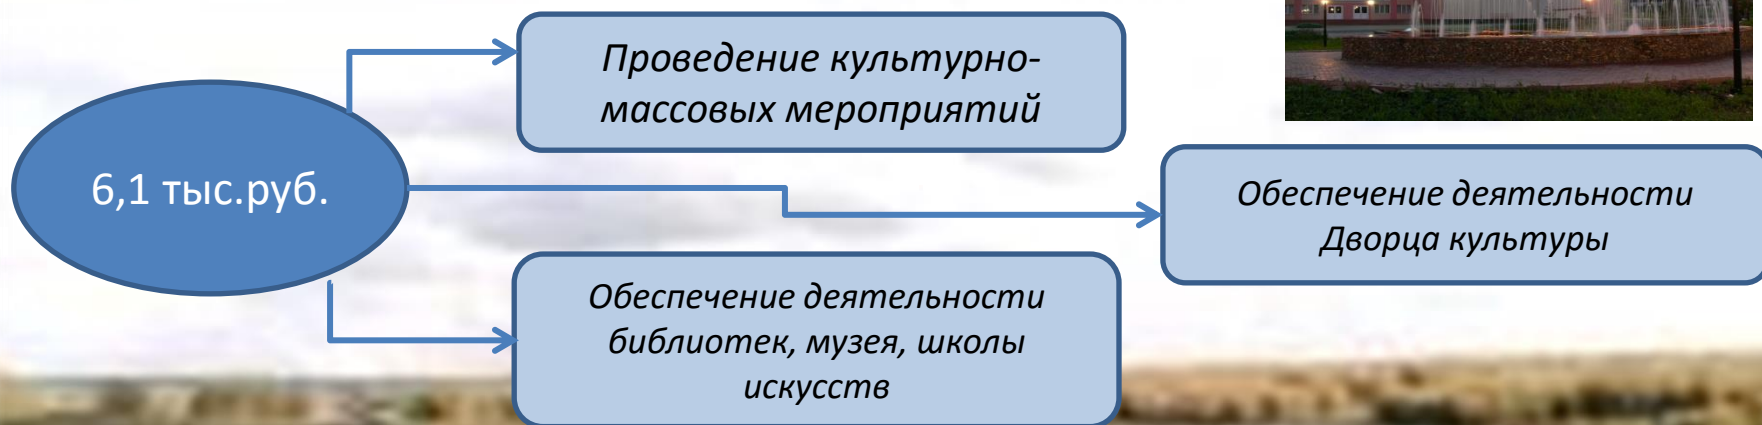 Проведение культурно-
массовых мероприятий
6,1 тыс.руб.
Обеспечение деятельности
Дворца культуры
Обеспечение деятельности
библиотек, музея, школы
искусств